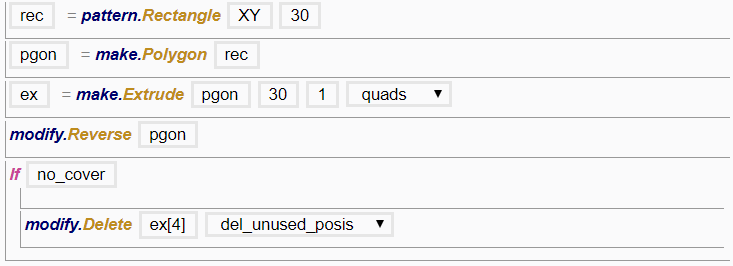 rec = pattern.Rectangle XY 30
pgon = make.Polygon rec
ex = make.Extrude pgon 30 1 quads
modify.Reverse pgon
If no_cover
modify.Delete ex[4] del_unused_posis